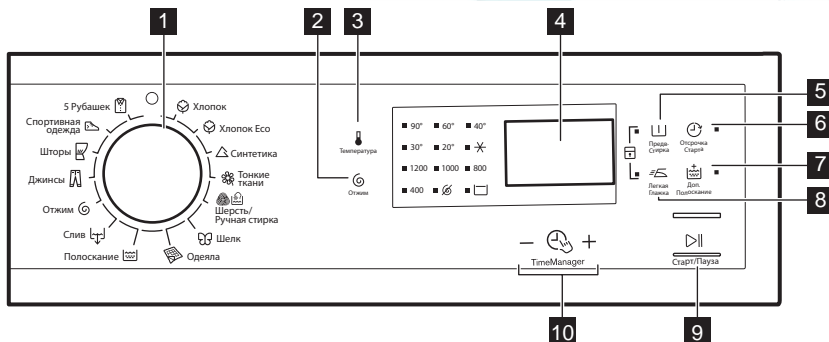 1
2
3
4
5
6
7
8
9
10
5 Рубашек
Спортивная
одежда
Шторы
Джинсы
Отжим
Слив
Полоскание
Хлопок
Хлопок Eco
Синтетика
Тонкие
ткани
Шерсть/
Ручная стирка
Шелк
Одеяла
Температура
Отжим
90° 60° 40°
30° 20°
1200 1000 800
400
Предв.
Стирка
Отсрочка
Старта
Легкая
Глажка
Доп.
Полоскание
− +
TimeManager
Старт/Пауза